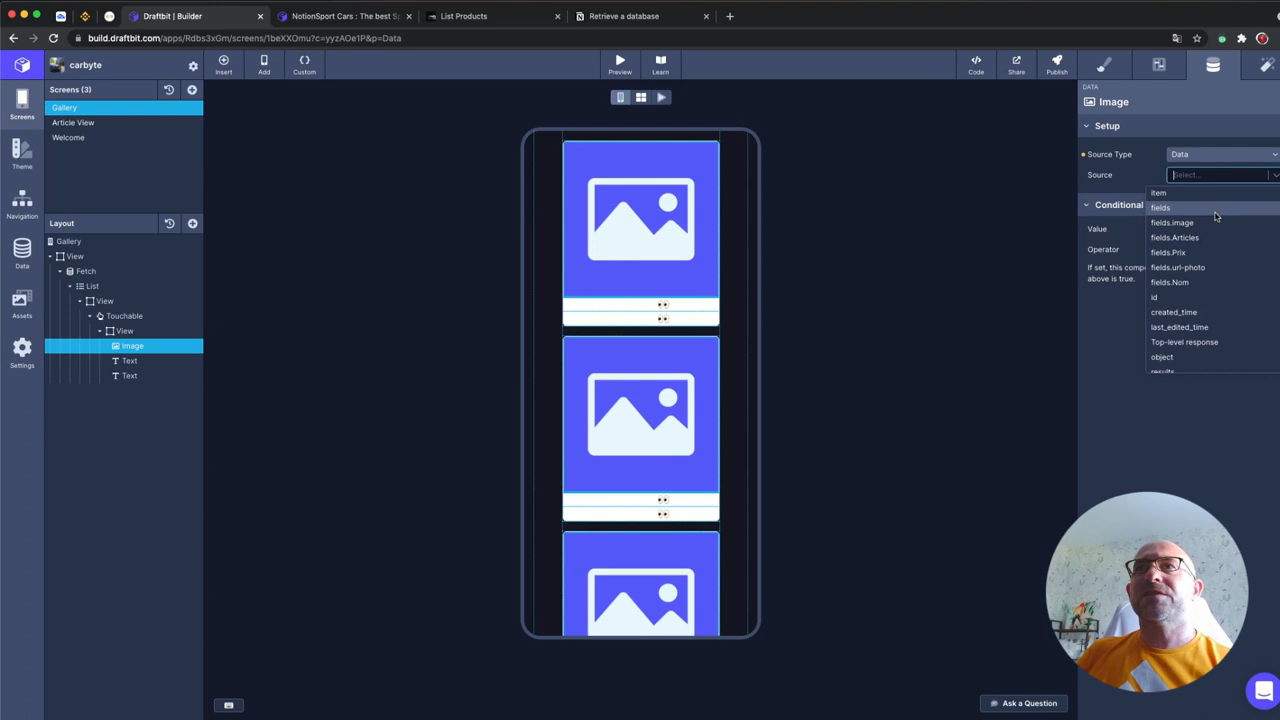 Draftbit | Builder
NotionSport Cars : The best Sp
List Products
Retrieve a database
build.draftbit.com/apps/Rdbs3xGm/screens/1beXXOmu?c=yyzAOe1P&p=Data
carbyte
Insert
Add
Custom
Preview
Learn
Code
Share
Publish
Screens
Theme
Navigation
Data
Assets
Settings
Screens (3)
Gallery
Article View
Welcome
Layout
Gallery
View
Fetch
List
View
Touchable
View
Image
Text
Text
DATA
Image
Setup
Source Type
Data
Source
Select...
Conditional
Value
Operator
If set, this comp
above is true.
item
fields
fields.image
fields.Articles
fields.Prix
fields.url-photo
fields.Nom
id
created_time
last_edited_time
Top-level response
object
results
Ask a Question